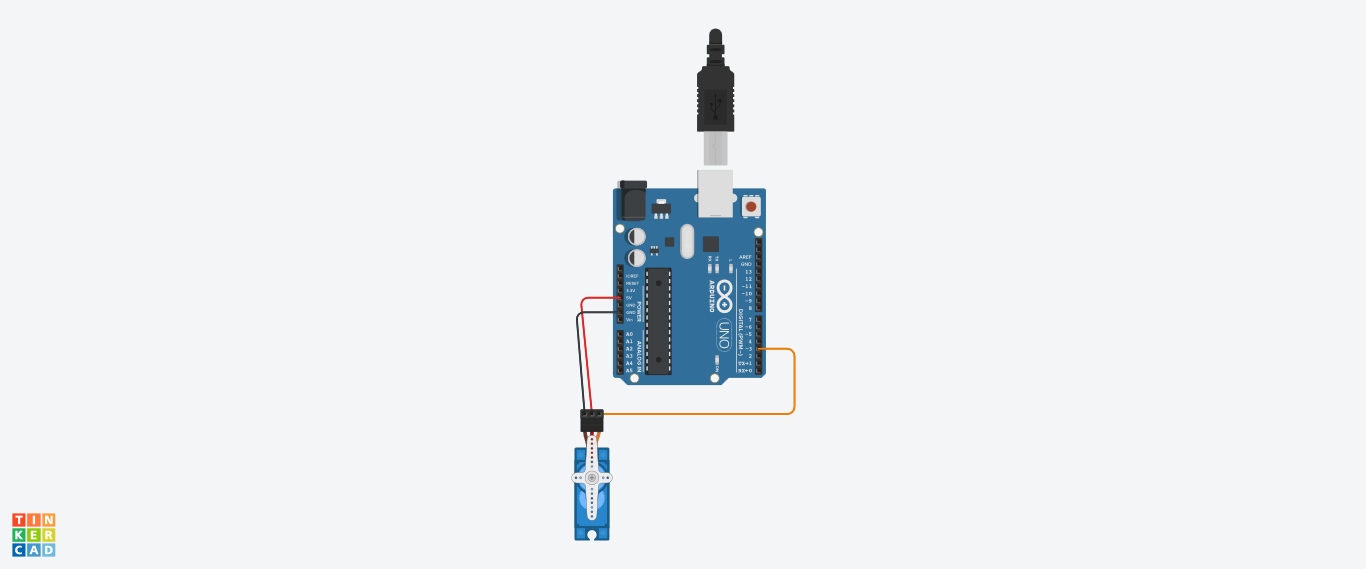 AREF
GND
13
12
~11
~10
~9
8
IOREF
RESET
3.3V
5V
GND
GND
Vin
POWER
RX
TX
L
ARDUINO
UNO
ON
DIGITAL (PWM~)
7
~6
~5
4
~3
2
TX→1
RX←0
A0
A1
A2
A3
A4
A5
ANALOG IN
TIN
KER
CAD